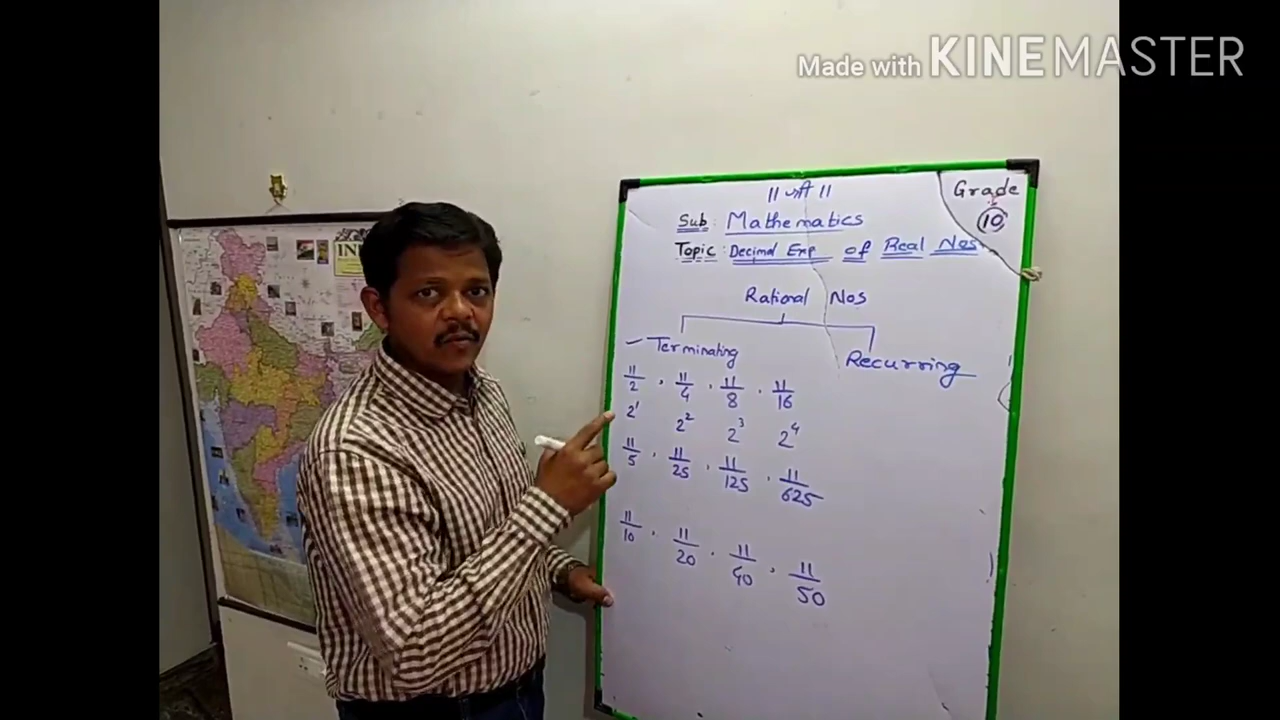 Made with KINEMASTER
|| श्री ||
Grade
10
Sub: Mathematics
Topic: Decimal Exp of Real Nos
IND
Rational Nos
Terminating
Recurring
11/2, 11/4, 11/8, 11/16
2¹ 2² 2³ 2⁴
11/5, 11/25, 11/125, 11/625
11/10, 11/20, 11/40, 11/50